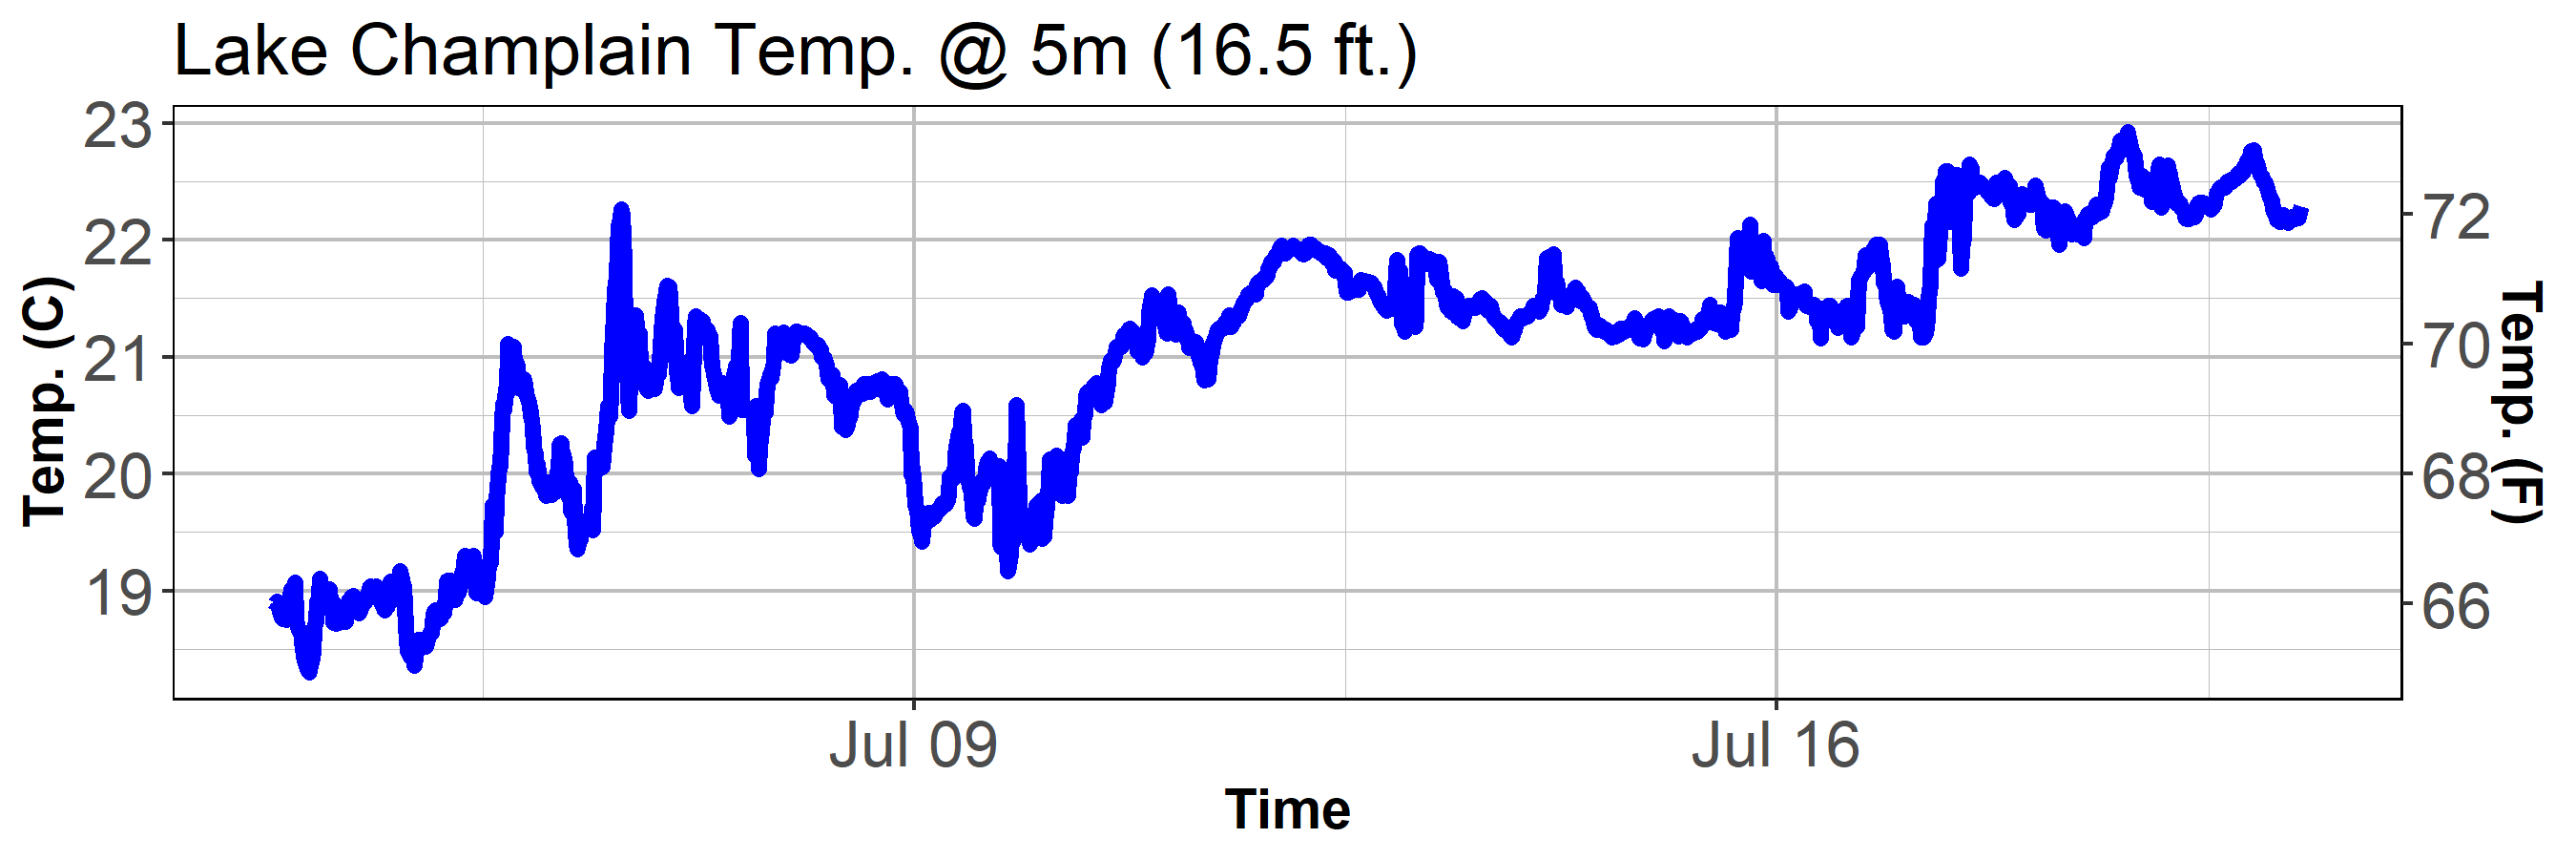 Lake Champlain Temp. @ 5m (16.5 ft.)
23
22
21
20
19
Temp. (C)
72
70
68
66
Temp. (F)
Jul 09
Jul 16
Time